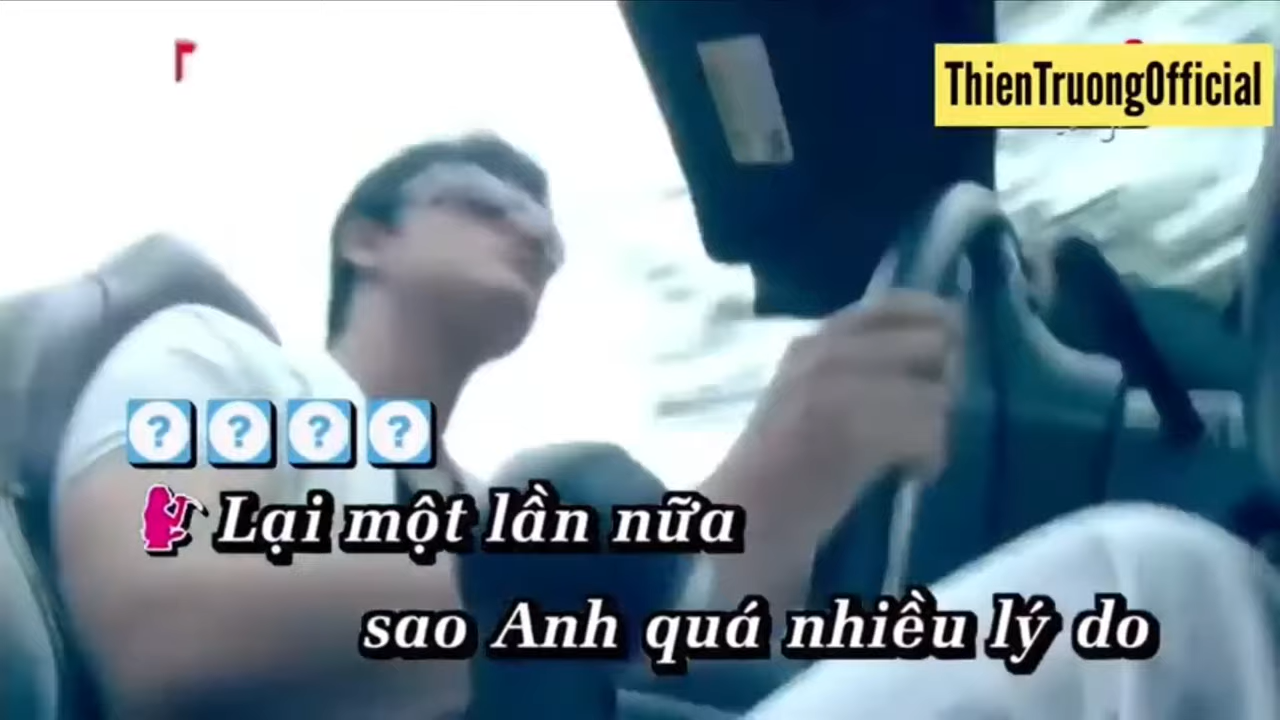 ThienTruongOfficial
? ? ? ?
Lại một lần nữa
sao Anh quá nhiều lý do